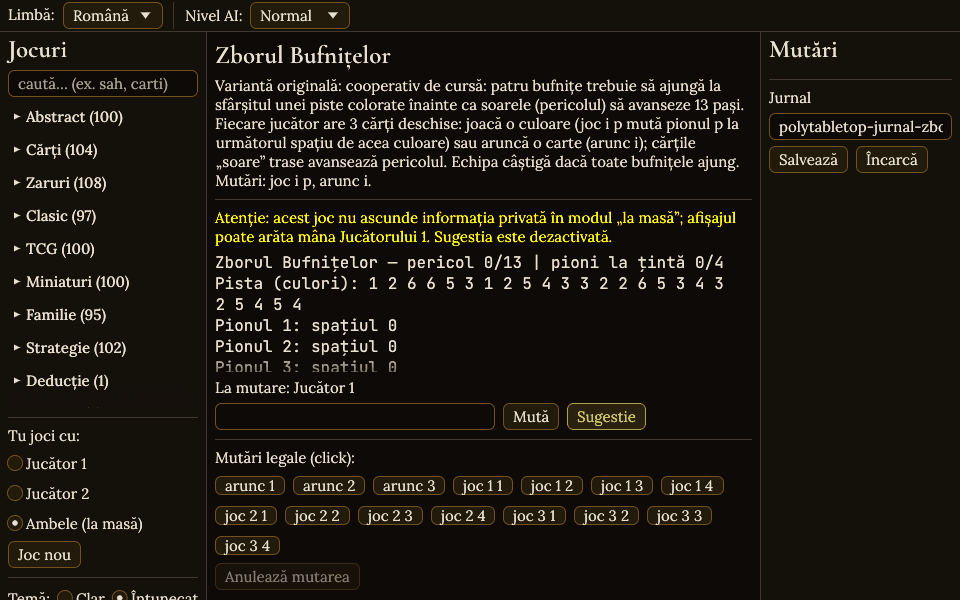 Limbă: Română ▼ Nivel AI: Normal ▼
Jocuri
caută... (ex. sah, carti)
▸ Abstract (100)
▸ Cărți (104)
▸ Zaruri (108)
▸ Clasic (97)
▸ TCG (100)
▸ Miniaturi (100)
▸ Familie (95)
▸ Strategie (102)
▸ Deducție (1)
Tu joci cu:
Jucător 1
Jucător 2
Ambele (la masă)
Joc nou
Temă: Clar Întunecat
Zborul Bufnițelor
Variantă originală: cooperativ de cursă: patru bufnițe trebuie să ajungă la
sfârșitul unei piste colorate înainte ca soarele (pericolul) să avanseze 13 pași.
Fiecare jucător are 3 cărți deschise: joacă o culoare (joc i p mută pionul p la
următorul spațiu de acea culoare) sau aruncă o carte (arunc i); cărțile
„soare” trase avansează pericolul. Echipa câștigă dacă toate bufnițele ajung.
Mutări: joc i p, arunc i.
Atenție: acest joc nu ascunde informația privată în modul „la masă”; afișajul
poate arăta mâna Jucătorului 1. Sugestia este dezactivată.
Zborul Bufnițelor — pericol 0/13 | pioni la țintă 0/4
Pista (culori): 1 2 6 6 5 3 1 2 5 4 3 3 2 2 6 5 3 4 3
2 5 4 5 4
Pionul 1: spațiul 0
Pionul 2: spațiul 0
Pionul 3: spațiul 0
La mutare: Jucător 1
Mută Sugestie
Mutări legale (click):
arunc 1 arunc 2 arunc 3 joc 1 1 joc 1 2 joc 1 3 joc 1 4
joc 2 1 joc 2 2 joc 2 3 joc 2 4 joc 3 1 joc 3 2 joc 3 3
joc 3 4
Anulează mutarea
Mutări
Jurnal
polytabletop-jurnal-zbo
Salvează Încarcă